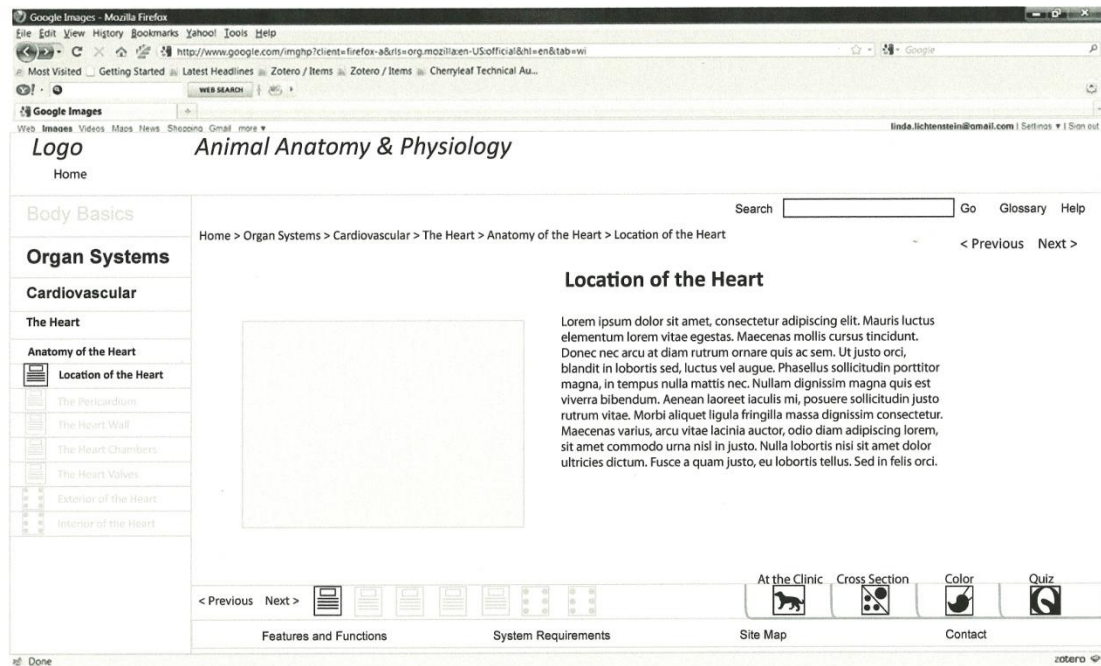 Google Images - Mozilla Firefox
File Edit View History Bookmarks Yahoo! Tools Help
http://www.google.com/imghp?client=firefox-a&rls=org.mozilla:en-US:official&hl=en&tab=wi
Google
Most Visited Getting Started Latest Headlines Zotero / Items Zotero / Items Cherryleaf Technical Au...
WEB SEARCH
Google Images
Web Images Videos Maps News Shopping Gmail more ▼
linda.lichtenstein@gmail.com | Settings ▼ | Sign out
Logo
Animal Anatomy & Physiology
Home
Body Basics
Search
Go Glossary Help
Home > Organ Systems > Cardiovascular > The Heart > Anatomy of the Heart > Location of the Heart
< Previous Next >
Organ Systems
Cardiovascular
The Heart
Anatomy of the Heart
Location of the Heart
The Pericardium
The Heart Wall
The Heart Chambers
The Heart Valves
Exterior of the Heart
Interior of the Heart
Location of the Heart
Lorem ipsum dolor sit amet, consectetur adipiscing elit. Mauris luctus
elementum lorem vitae egestas. Maecenas mollis cursus tincidunt.
Donec nec arcu at diam rutrum ornare quis ac sem. Ut justo orci,
blandit in lobortis sed, luctus vel augue. Phasellus sollicitudin porttitor
magna, in tempus nulla mattis nec. Nullam dignissim magna quis est
viverra bibendum. Aenean laoreet iaculis mi, posuere sollicitudin justo
rutrum vitae. Morbi aliquet ligula fringilla massa dignissim consectetur.
Maecenas varius, arcu vitae lacinia auctor, odio diam adipiscing lorem,
sit amet commodo urna nisl in justo. Nulla lobortis nisi sit amet dolor
ultricies dictum. Fusce a quam justo, eu lobortis tellus. Sed in felis orci.
At the Clinic Cross Section Color Quiz
< Previous Next >
Features and Functions System Requirements Site Map Contact
Done
zotero